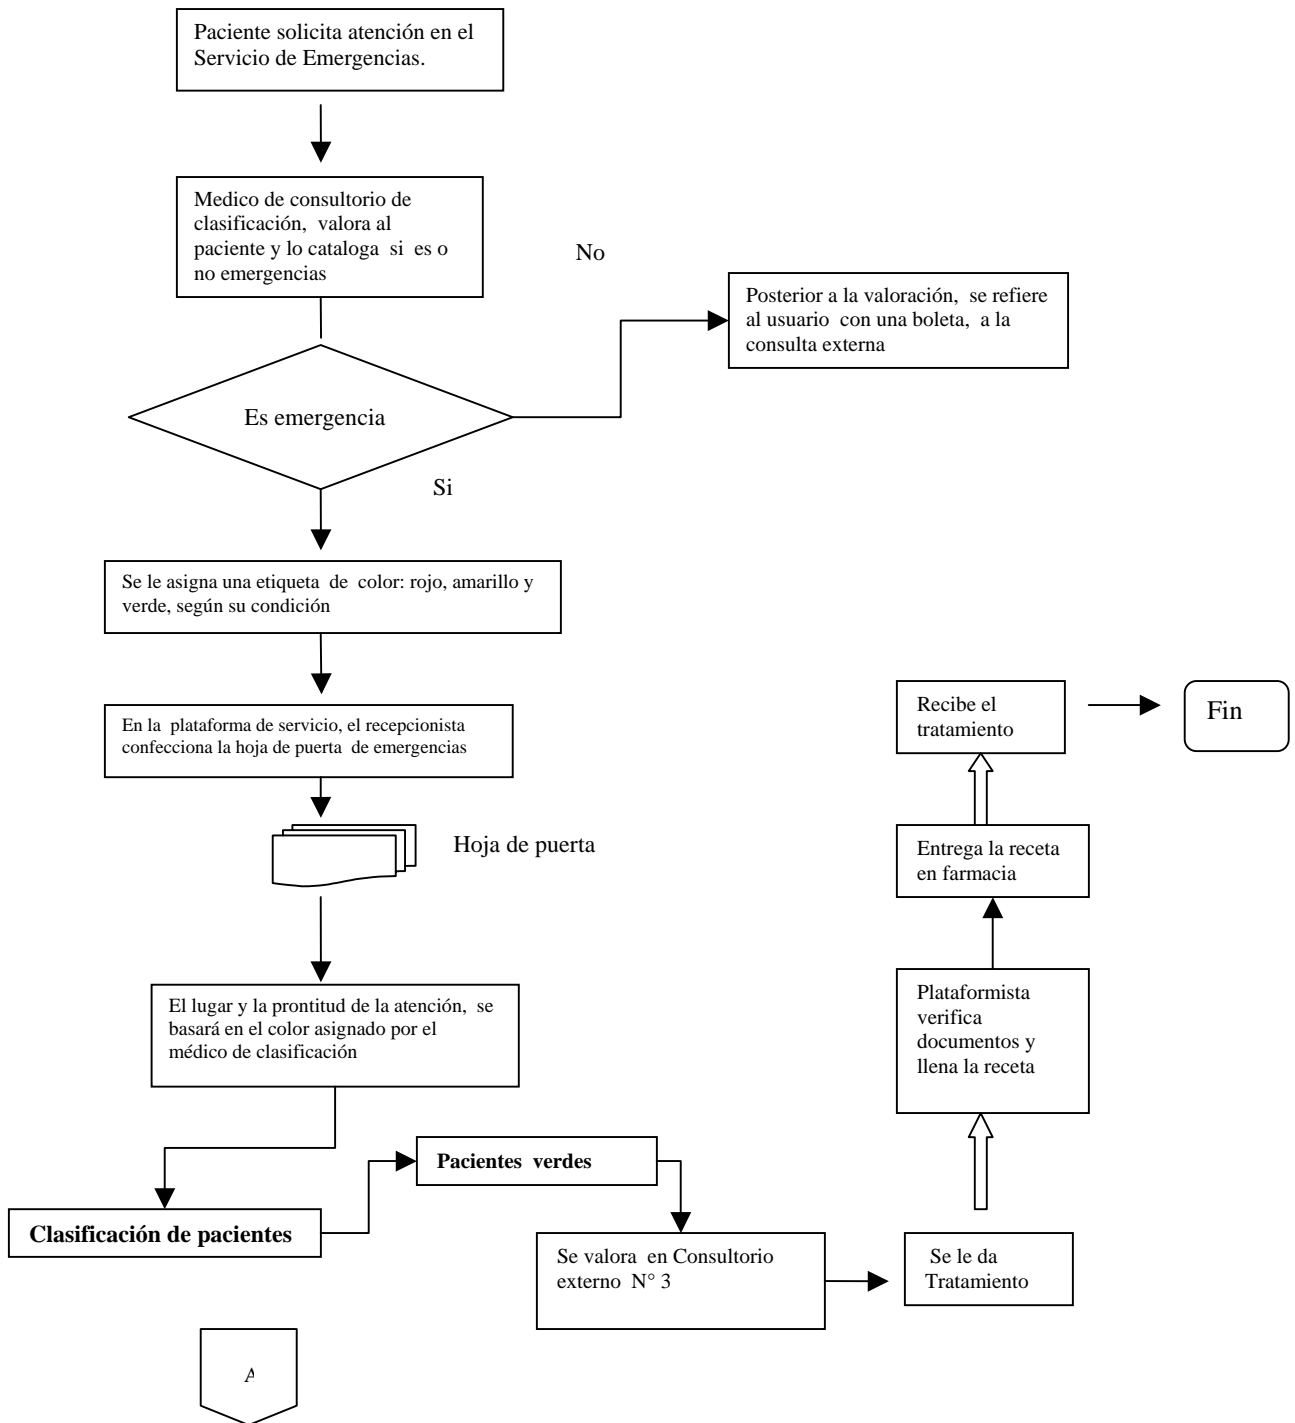 Paciente solicita atención en el
Servicio de Emergencias.
Medico de consultorio de
clasificación, valora al
paciente y lo cataloga si es o
no emergencias
No
Posterior a la valoración, se refiere
al usuario con una boleta, a la
consulta externa
Es emergencia
Si
Se le asigna una etiqueta de color: rojo, amarillo y
verde, según su condición
En la plataforma de servicio, el recepcionista
confecciona la hoja de puerta de emergencias
Hoja de puerta
El lugar y la prontitud de la atención, se
basará en el color asignado por el
médico de clasificación
Clasificación de pacientes
Pacientes verdes
Se valora en Consultorio
externo N° 3
Se le da
Tratamiento
Plataformista
verifica
documentos y
llena la receta
Entrega la receta
en farmacia
Recibe el
tratamiento
Fin
A